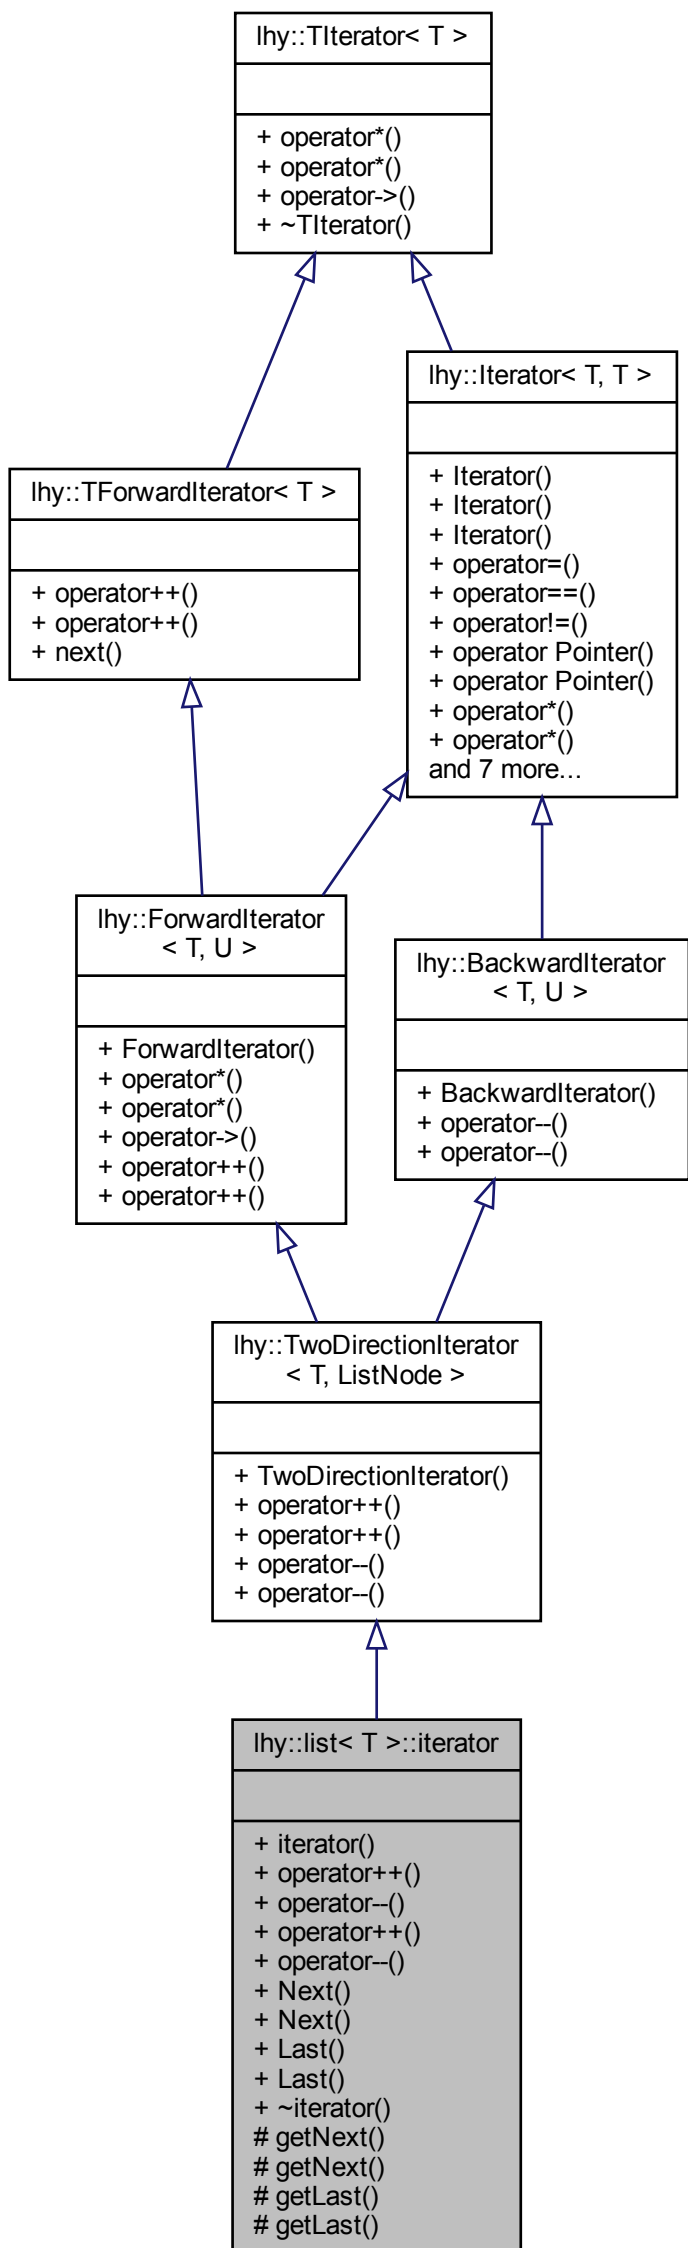 lhy::TIterator< T >
+ operator*()
+ operator*()
+ operator->()
+ ~TIterator()
lhy::Iterator< T, T >
+ Iterator()
+ Iterator()
+ Iterator()
+ operator=()
+ operator==()
+ operator!=()
+ operator Pointer()
+ operator Pointer()
+ operator*()
+ operator*()
and 7 more...
lhy::TForwardIterator< T >
+ operator++()
+ operator++()
+ next()
lhy::ForwardIterator
< T, U >
+ ForwardIterator()
+ operator*()
+ operator*()
+ operator->()
+ operator++()
+ operator++()
lhy::BackwardIterator
< T, U >
+ BackwardIterator()
+ operator--()
+ operator--()
lhy::TwoDirectionIterator
< T, ListNode >
+ TwoDirectionIterator()
+ operator++()
+ operator++()
+ operator--()
+ operator--()
lhy::list< T >::iterator
+ iterator()
+ operator++()
+ operator--()
+ operator++()
+ operator--()
+ Next()
+ Next()
+ Last()
+ Last()
+ ~iterator()
# getNext()
# getNext()
# getLast()
# getLast()